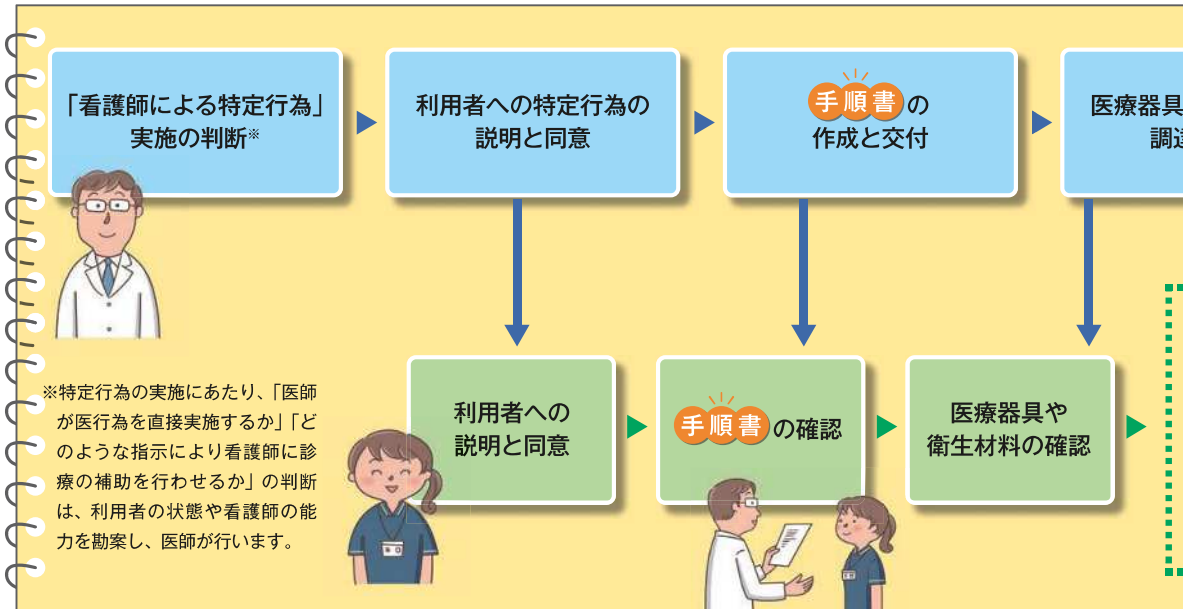 「看護師による特定行為」
実施の判断※
利用者への特定行為の
説明と同意
手順書の
作成と交付
医療器具
調達
利用者への
説明と同意
手順書の確認
医療器具や
衛生材料の確認
※特定行為の実施にあたり、「医師
が医行為を直接実施するか」「ど
のような指示により看護師に診
療の補助を行わせるか」の判断
は、利用者の状態や看護師の能
力を勘案し、医師が行います。